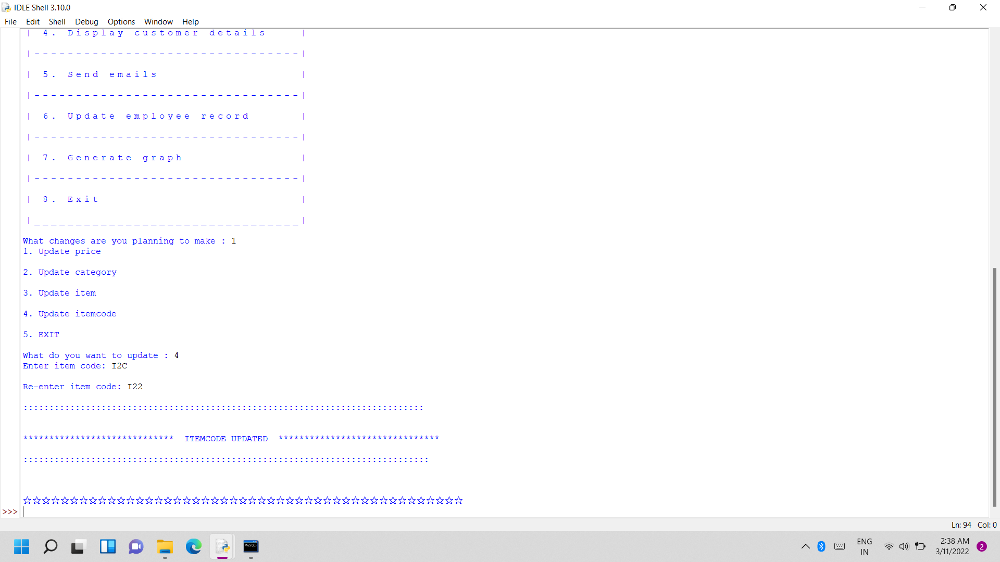 IDLE Shell 3.10.0
File Edit Shell Debug Options Window Help
| 4. Display customer details |
|--------------------------------|
| 5. Send emails |
|--------------------------------|
| 6. Update employee record |
|--------------------------------|
| 7. Generate graph |
|--------------------------------|
| 8. Exit |
|________________________________|
What changes are you planning to make : 1
1. Update price
2. Update category
3. Update item
4. Update itemcode
5. EXIT
What do you want to update : 4
Enter item code: I2C
Re-enter item code: I22
:::::::::::::::::::::::::::::::::::::::::::::::::::::::::::::::::::::::::::::
***************************** ITEMCODE UPDATED *******************************
::::::::::::::::::::::::::::::::::::::::::::::::::::::::::::::::::::::::::::::
☆☆☆☆☆☆☆☆☆☆☆☆☆☆☆☆☆☆☆☆☆☆☆☆☆☆☆☆☆☆☆☆☆☆☆☆☆☆☆☆☆☆☆☆☆☆☆
>>>
Ln: 94 Col: 0
MySQL
ENG
IN
2:38 AM
3/11/2022
2